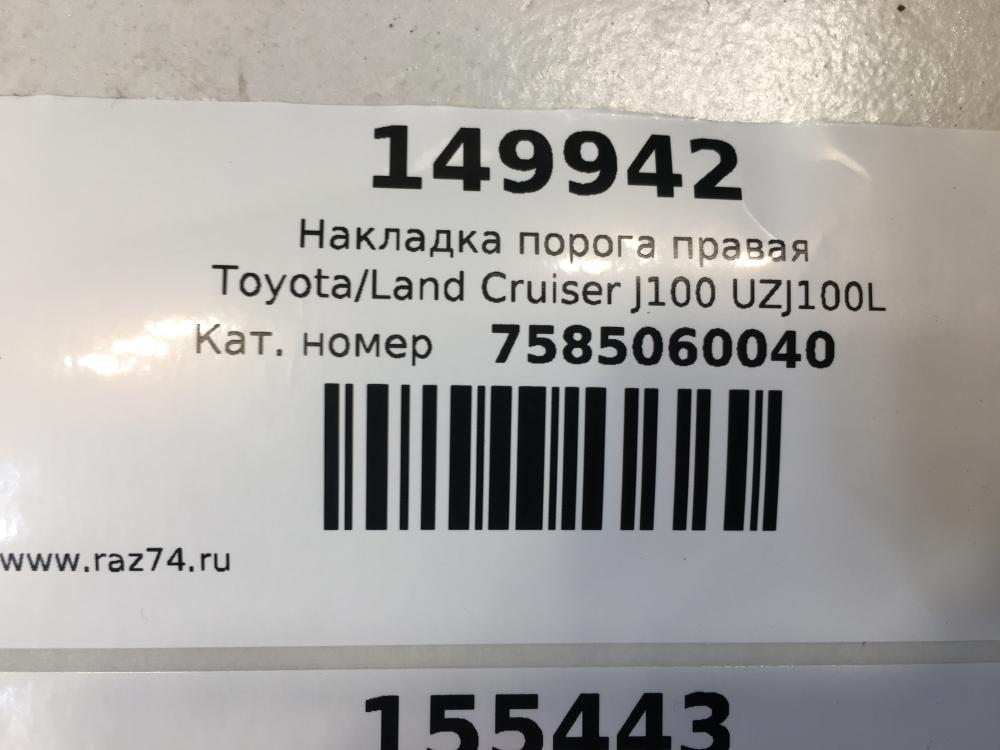 149942
Накладка порога правая
Toyota/Land Cruiser J100 UZJ100L
Кат. номер 7585060040
www.raz74.ru
155443